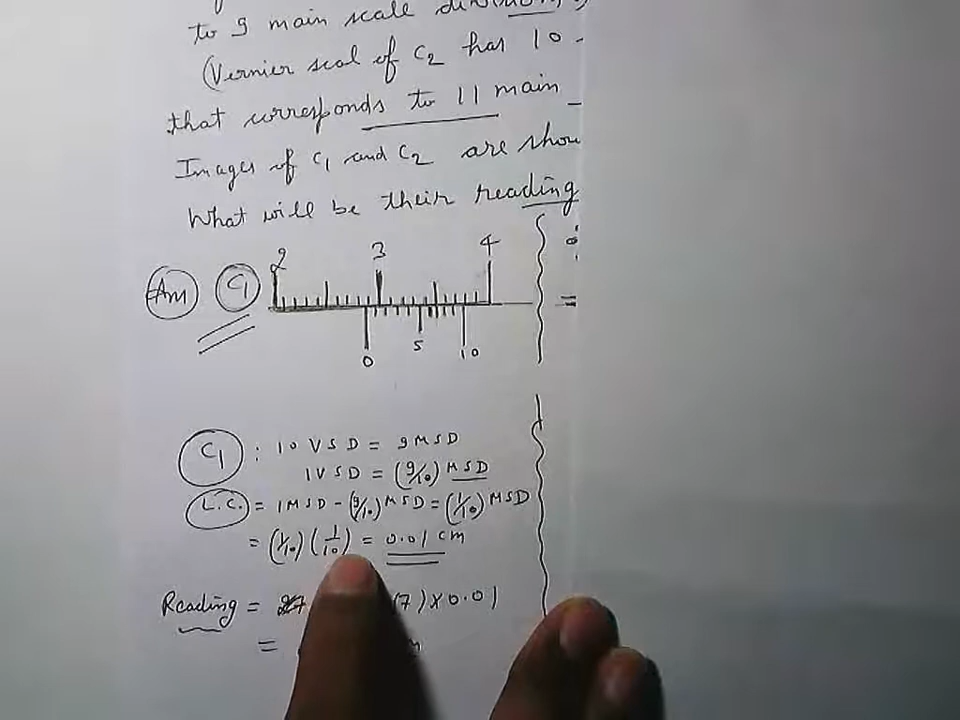 to 9 main scale divisions
(Vernier scal of C2 has 10
that corresponds to 11 main
Images of C1 and C2 are show
What will be their reading
Ans C1 2 3 4
0 5 10
=
C1 : 10 VSD = 9 MSD
1 VSD = (9/10) MSD
L.C. = 1 MSD - (9/10) MSD = (1/10) MSD
= (1/10) (1/10) = 0.01 cm
Reading = (7) X 0.01
=